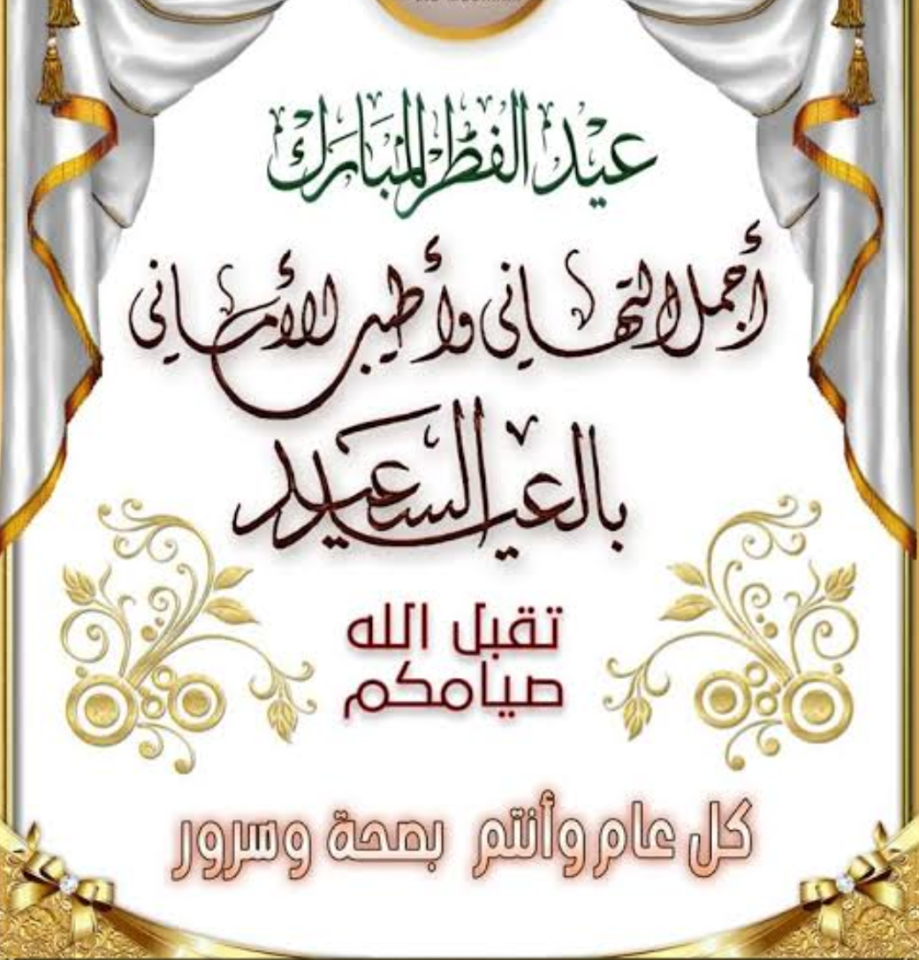 عيد الفطر المبارك
أجمل التهاني وأطيب الأماني
بالعيد السعيد
تقبل الله
صيامكم
كل عام وأنتم بصحة وسرور